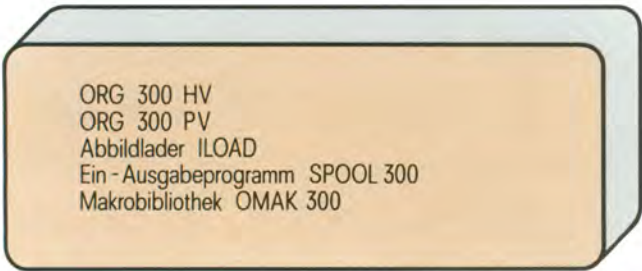 ORG 300 HV
ORG 300 PV
Abbildlader ILOAD
Ein-Ausgabeprogramm SPOOL 300
Makrobibliothek OMAK 300